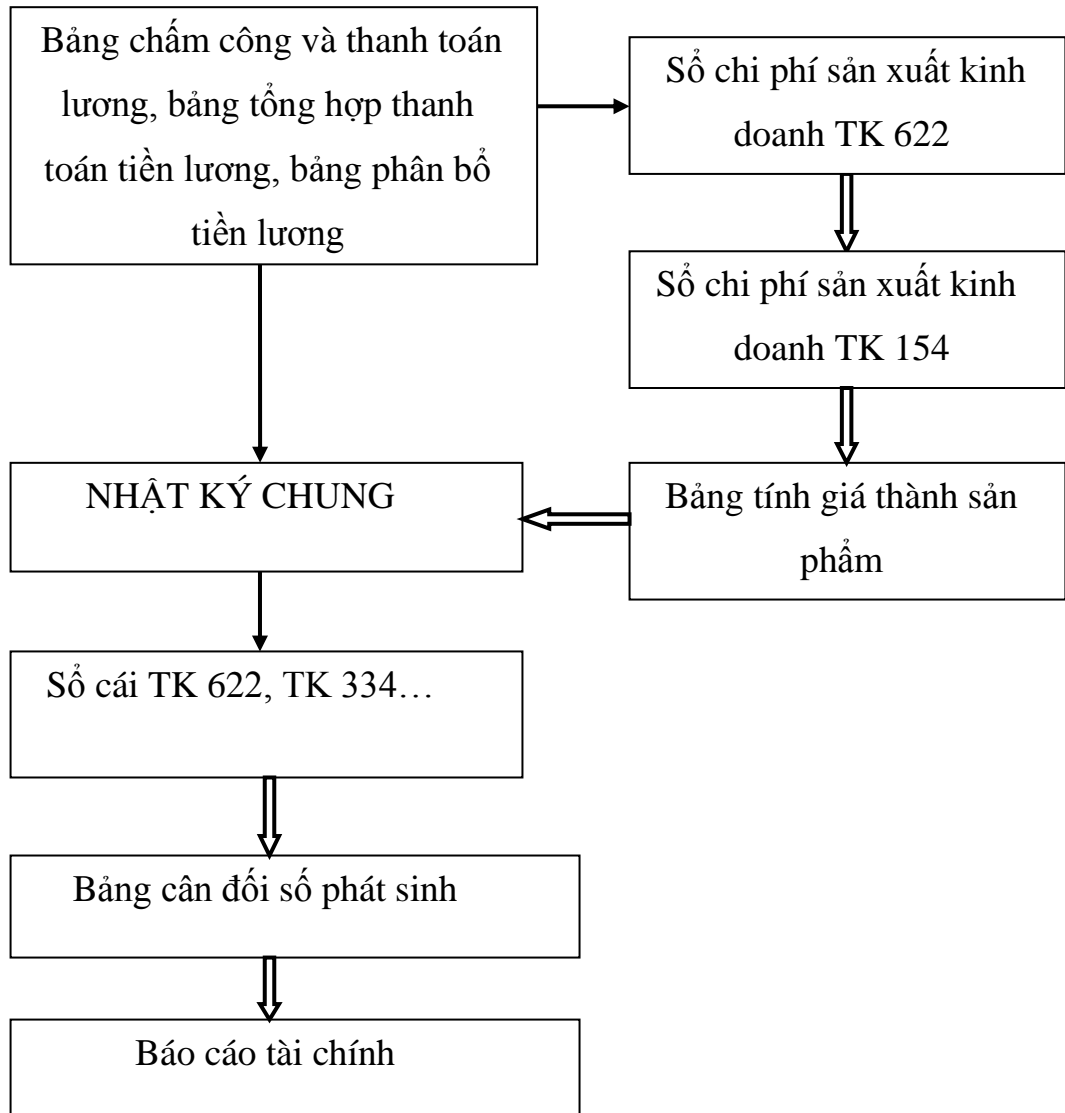 Bảng chấm công và thanh toán
lương, bảng tổng hợp thanh
toán tiền lương, bảng phân bổ
tiền lương
Sổ chi phí sản xuất kinh
doanh TK 622
Sổ chi phí sản xuất kinh
doanh TK 154
NHẬT KÝ CHUNG
Bảng tính giá thành sản
phẩm
Sổ cái TK 622, TK 334…
Bảng cân đối số phát sinh
Báo cáo tài chính